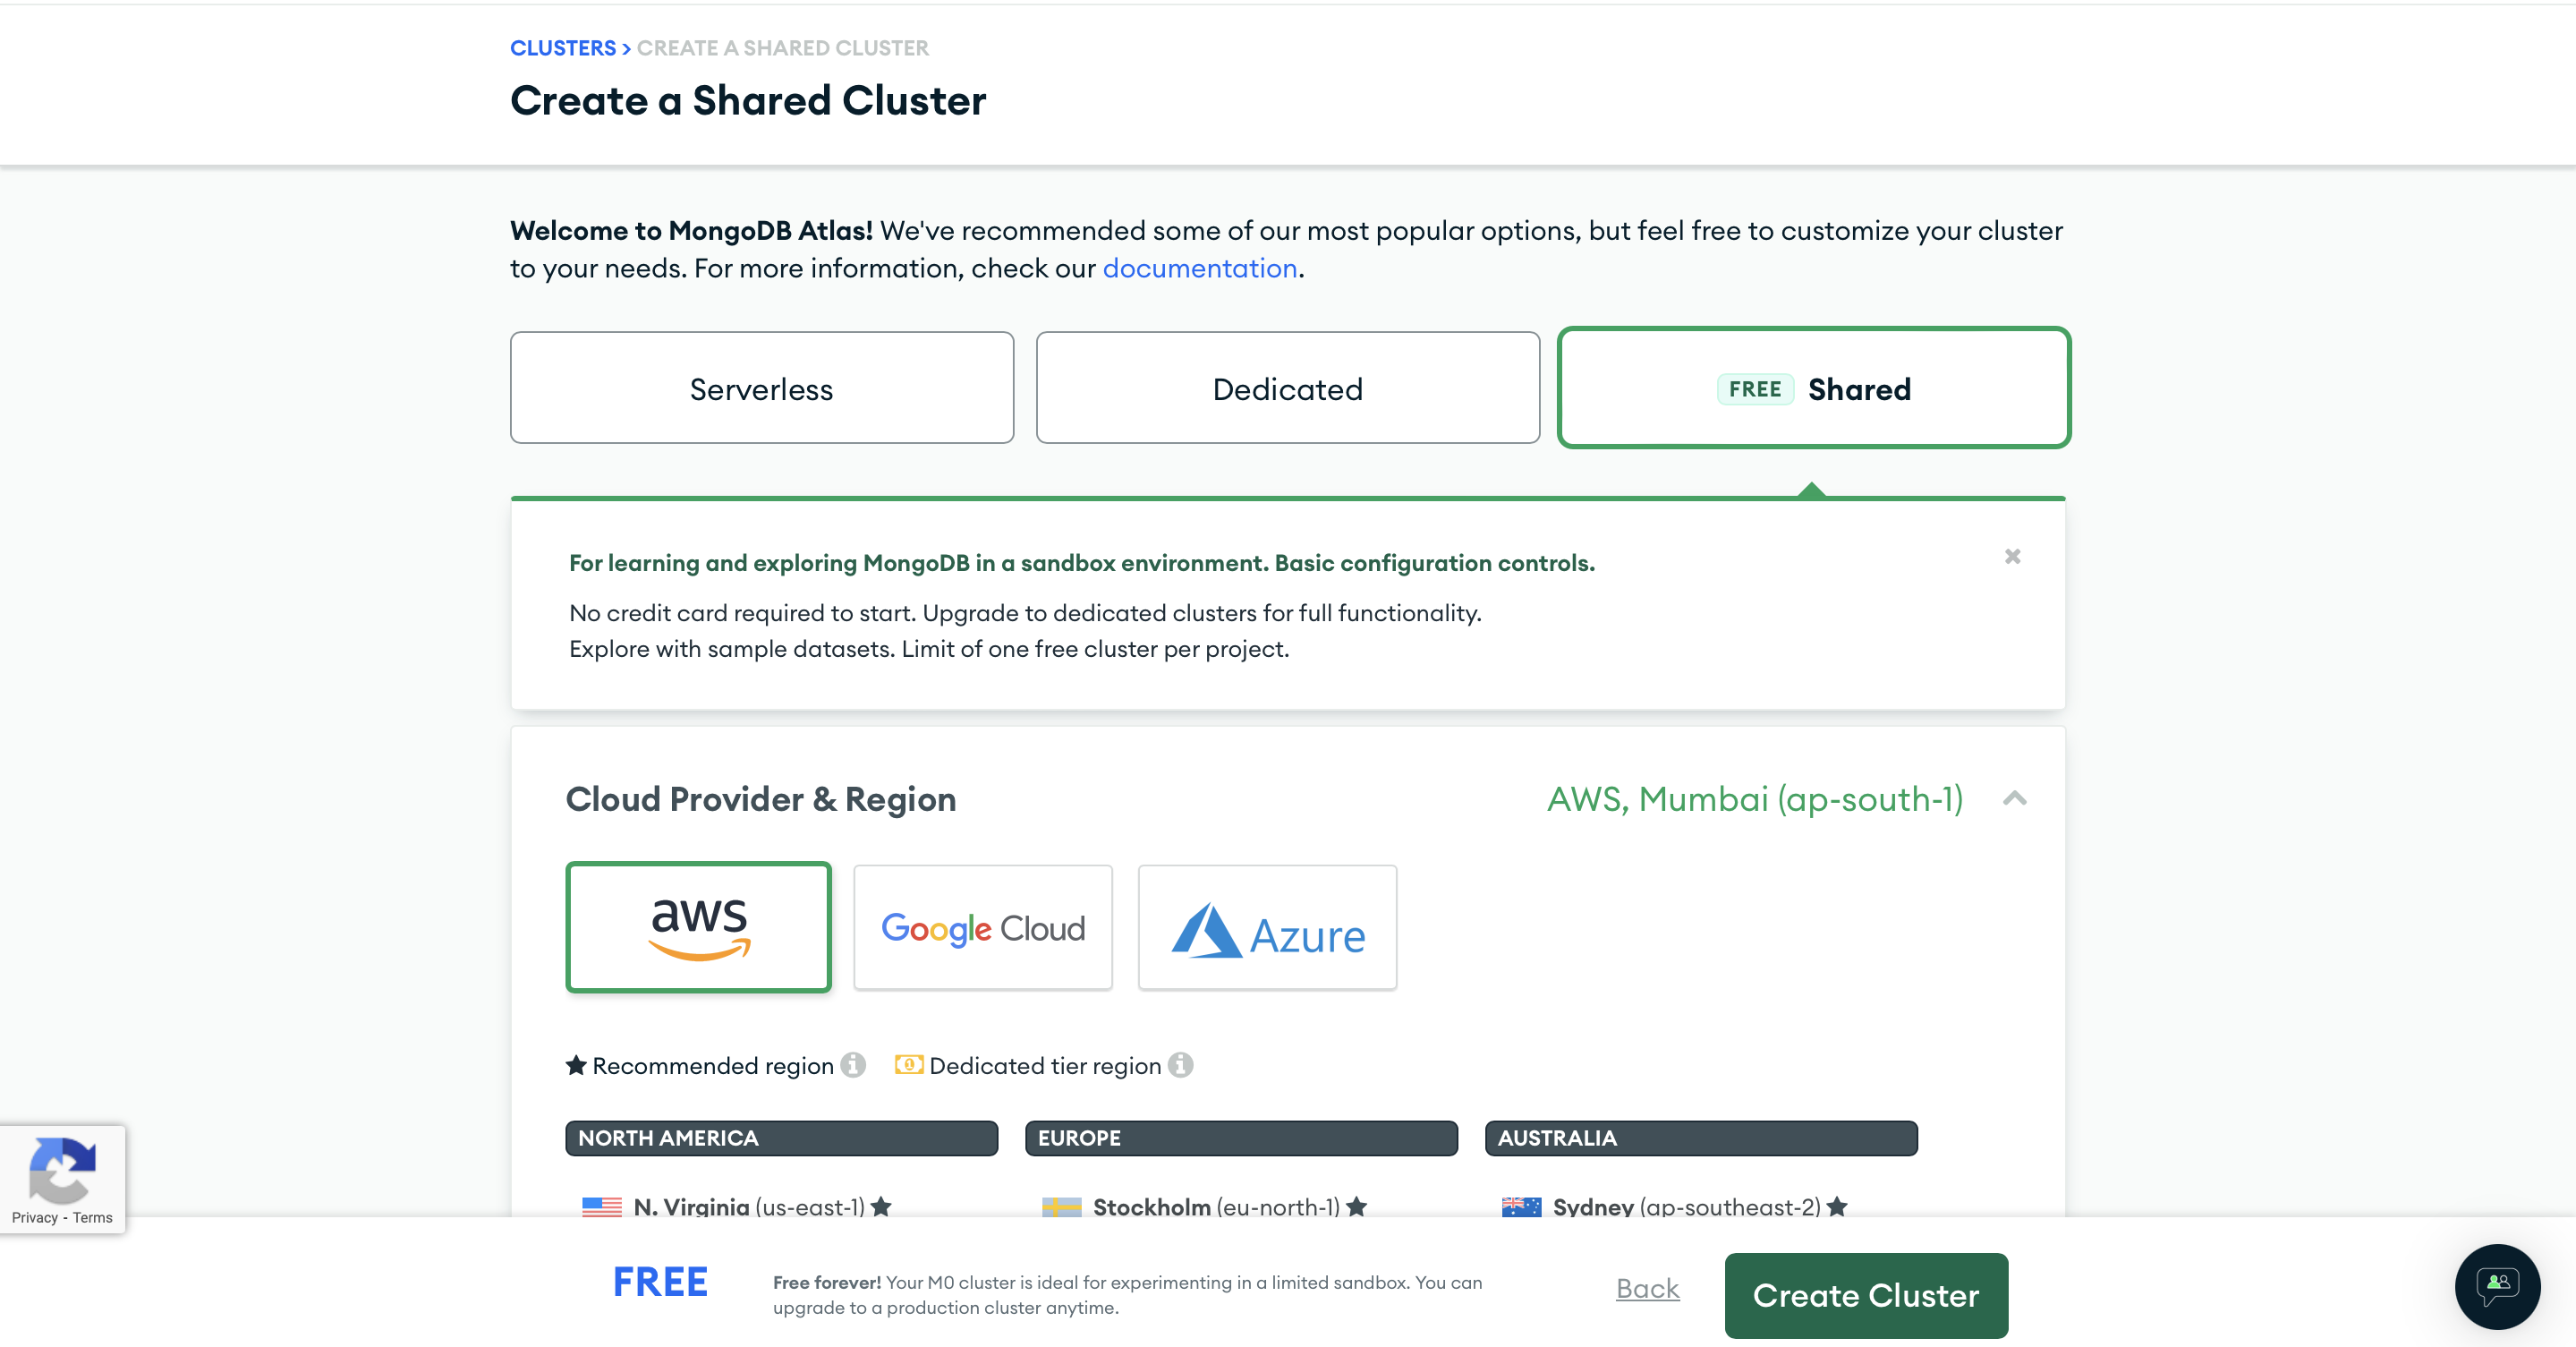 CLUSTERS > CREATE A SHARED CLUSTER
Create a Shared Cluster
Welcome to MongoDB Atlas! We've recommended some of our most popular options, but feel free to customize your cluster
to your needs. For more information, check our documentation.
Serverless
Dedicated
FREE Shared
For learning and exploring MongoDB in a sandbox environment. Basic configuration controls.
No credit card required to start. Upgrade to dedicated clusters for full functionality.
Explore with sample datasets. Limit of one free cluster per project.
Cloud Provider & Region
AWS, Mumbai (ap-south-1)
aws
Google Cloud
Azure
Recommended region
Dedicated tier region
NORTH AMERICA
EUROPE
AUSTRALIA
N. Virginia (us-east-1)
Stockholm (eu-north-1)
Sydney (ap-southeast-2)
Privacy - Terms
FREE
Free forever! Your M0 cluster is ideal for experimenting in a limited sandbox. You can
upgrade to a production cluster anytime.
Back
Create Cluster